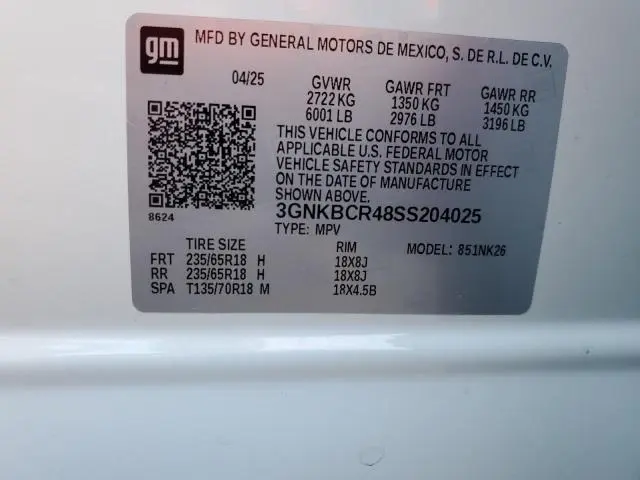 gm
MFD BY GENERAL MOTORS DE MEXICO, S. DE R.L. DE C.V.
04/25 GVWR GAWR FRT GAWR RR
2722 KG 1350 KG 1450 KG
6001 LB 2976 LB 3196 LB
THIS VEHICLE CONFORMS TO ALL
APPLICABLE U.S. FEDERAL MOTOR
VEHICLE SAFETY STANDARDS IN EFFECT
ON THE DATE OF MANUFACTURE
SHOWN ABOVE.
8624 3GNKBCR48SS204025
TYPE: MPV
TIRE SIZE RIM MODEL: 851NK26
FRT 235/65R18 H 18X8J
RR 235/65R18 H 18X8J
SPA T135/70R18 M 18X4.5B